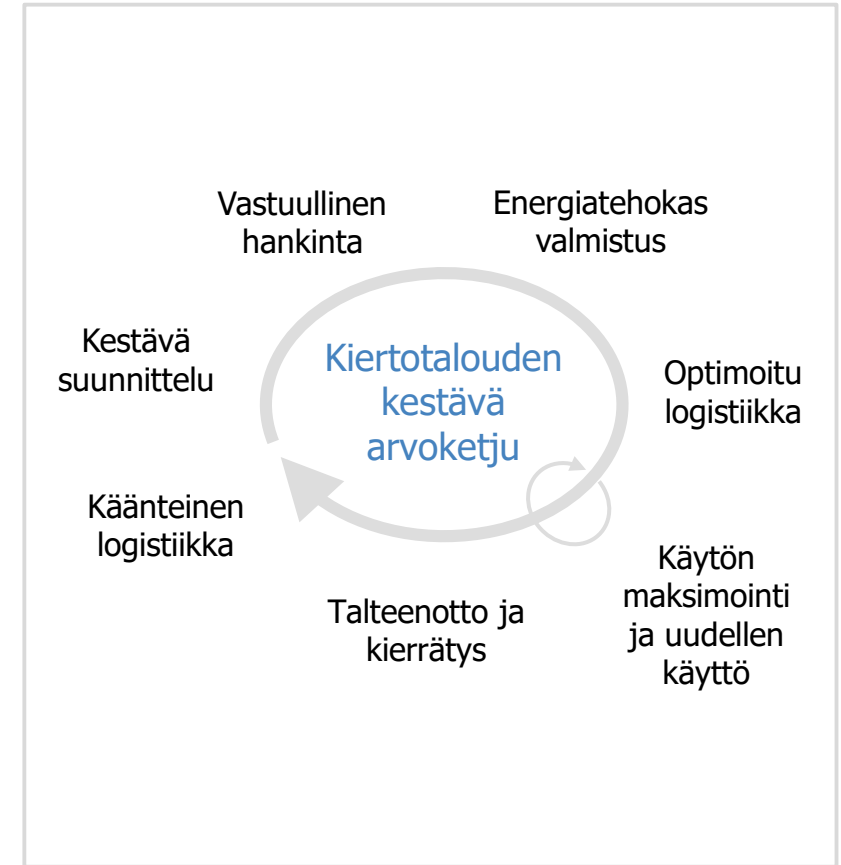 Vastuullinen
hankinta
Energiatehokas
valmistus
Kestävä
suunnittelu
Kiertotalouden
kestävä
arvoketju
Optimoitu
logistiikka
Käänteinen
logistiikka
Käytön
maksimointi
ja uudellen
käyttö
Talteenotto ja
kierrätys